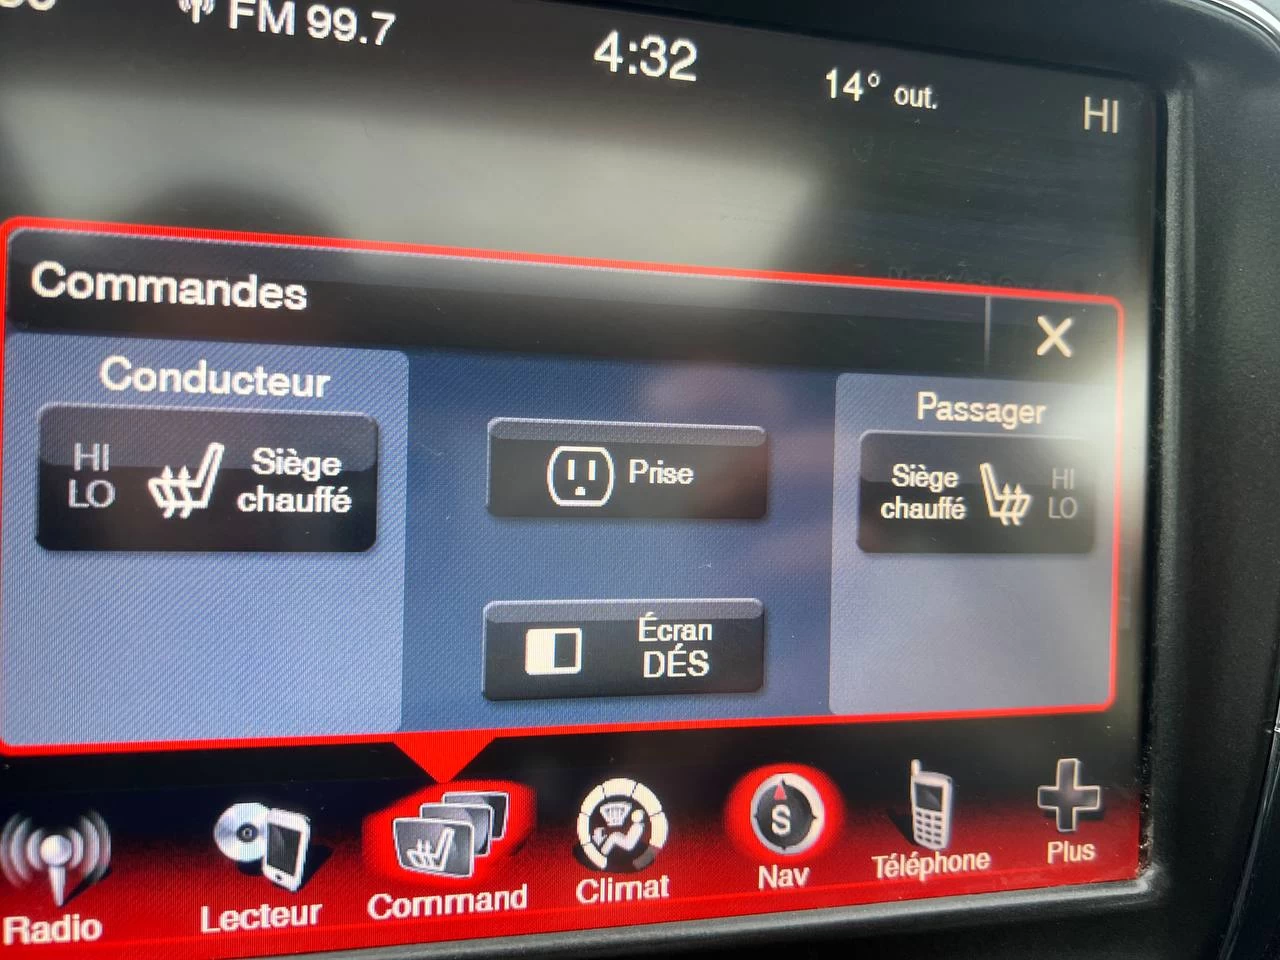 FM 99.7
4:32
14° out.
HI
Commandes
X
Conducteur
HI
LO
Siège
chauffé
Prise
Passager
Siège
chauffé
HI
LO
Écran
DÉS
S
Radio
Lecteur
Command
Climat
Nav
Téléphone
Plus